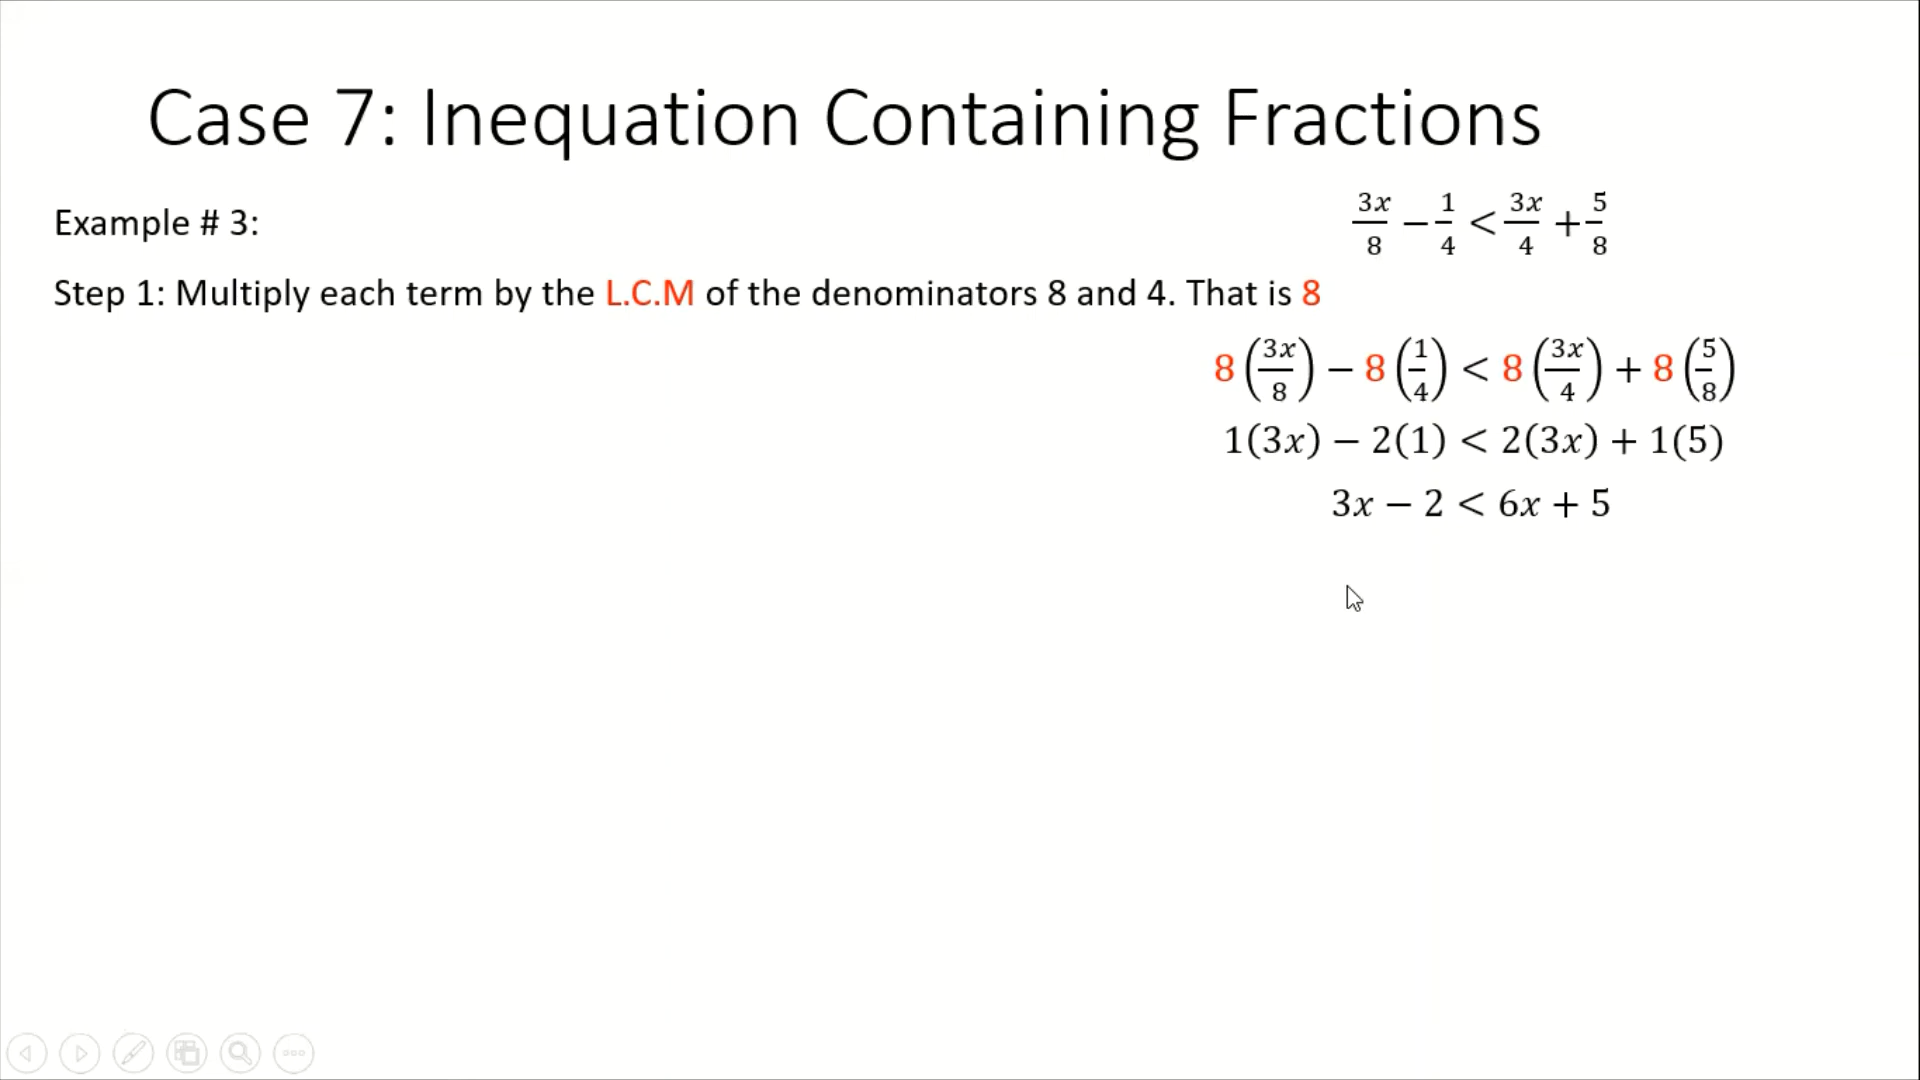 Case 7: Inequation Containing Fractions
Example # 3: 3x/8 − 1/4 < 3x/4 + 5/8
Step 1: Multiply each term by the L.C.M of the denominators 8 and 4. That is 8
8(3x/8) − 8(1/4) < 8(3x/4) + 8(5/8)
1(3x) − 2(1) < 2(3x) + 1(5)
3x − 2 < 6x + 5